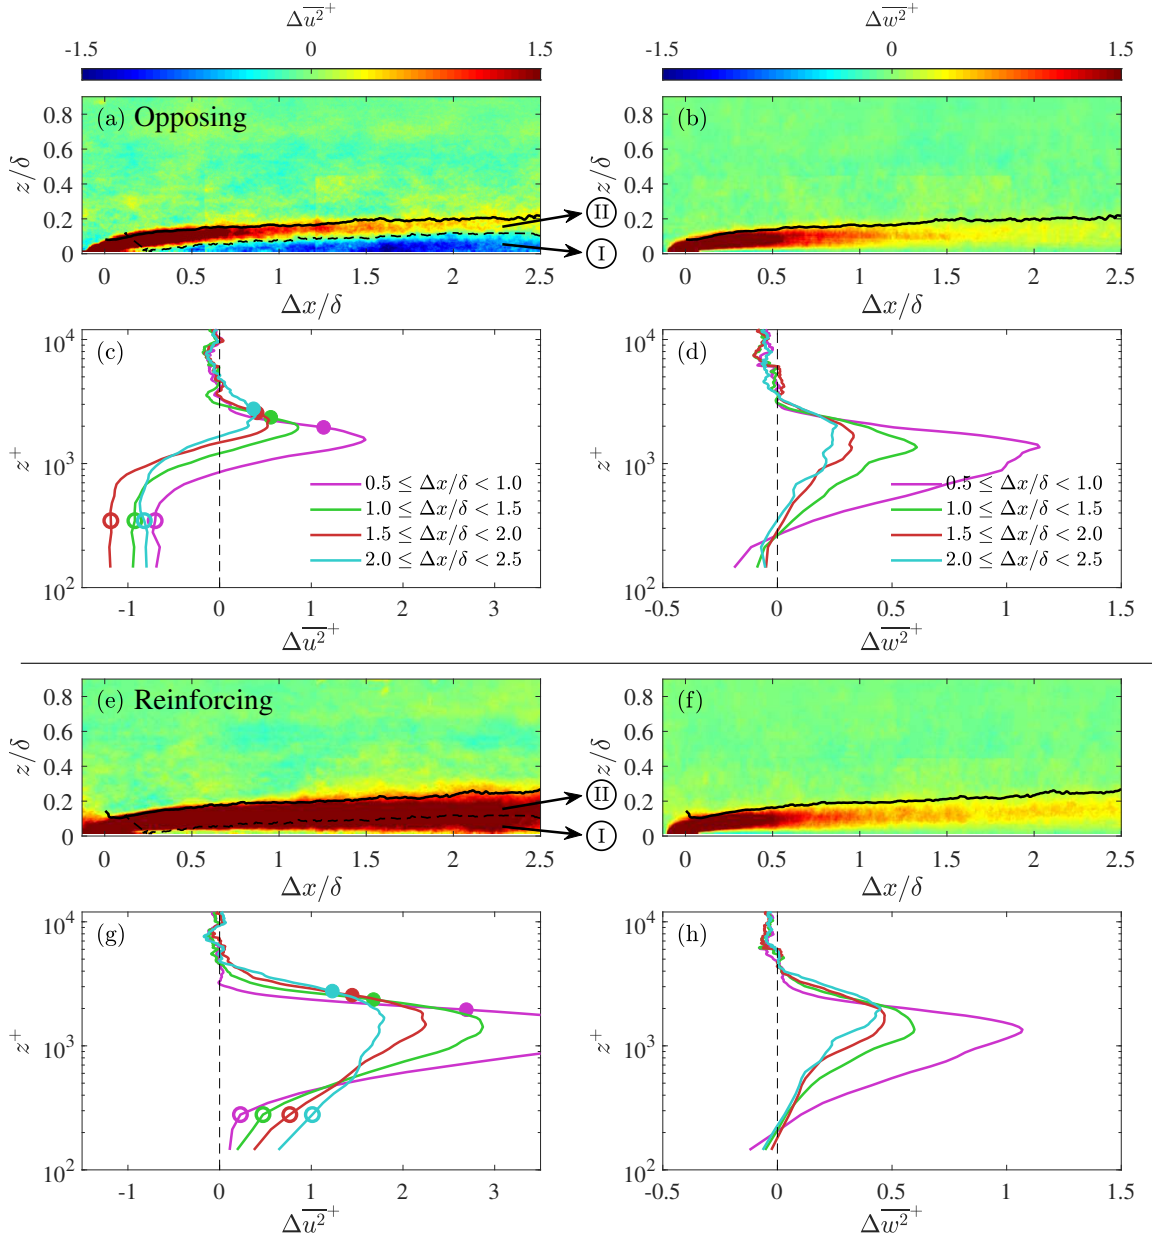 Δu²⁺ Δw²⁺
-1.5 0 1.5 -1.5 0 1.5
(a) Opposing (b)
z/δ 0.8 0.6 0.4 0.2 0 z/δ 0.8 0.6 0.4 0.2 0
II
I
0 0.5 1 1.5 2 2.5 0 0.5 1 1.5 2 2.5
Δx/δ Δx/δ
(c) (d)
z⁺ 10⁴ 10³ 10² z⁺ 10⁴ 10³ 10²
0.5 ≤ Δx/δ < 1.0 0.5 ≤ Δx/δ < 1.0
1.0 ≤ Δx/δ < 1.5 1.0 ≤ Δx/δ < 1.5
1.5 ≤ Δx/δ < 2.0 1.5 ≤ Δx/δ < 2.0
2.0 ≤ Δx/δ < 2.5 2.0 ≤ Δx/δ < 2.5
-1 0 1 2 3 -0.5 0 0.5 1 1.5
Δu²⁺ Δw²⁺
(e) Reinforcing (f)
z/δ 0.8 0.6 0.4 0.2 0 z/δ 0.8 0.6 0.4 0.2 0
II
I
0 0.5 1 1.5 2 2.5 0 0.5 1 1.5 2 2.5
Δx/δ Δx/δ
(g) (h)
z⁺ 10⁴ 10³ 10² z⁺ 10⁴ 10³ 10²
-1 0 1 2 3 -0.5 0 0.5 1 1.5
Δu²⁺ Δw²⁺